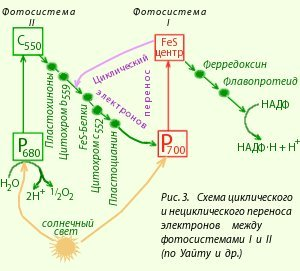 Фотосистема
II
Фотосистема
I
C550
FeS
центр
Пластохиноны
Цитохром b559
FeS-Белки
Цитохром C552
Пластоцианин
Циклический
перенос
электронов
Ферредоксин
Флавопротеид
НАДФ
НАДФ·Н + Н+
P680
P700
H2O
2H+
1/2O2
солнечный
свет
Рис. 3. Схема циклического
и нециклического переноса
электронов между
фотосистемами I и II
(по Уайту и др.)